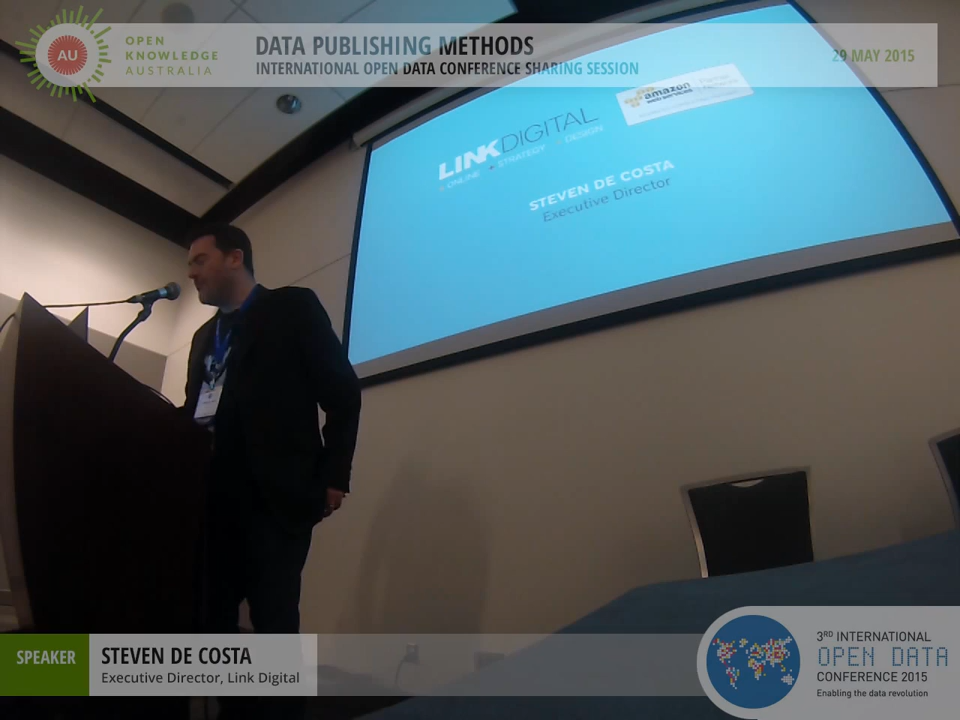 AU
OPEN
KNOWLEDGE
AUSTRALIA
DATA PUBLISHING METHODS
INTERNATIONAL OPEN DATA CONFERENCE SHARING SESSION
29 MAY 2015
amazon
web services
LINKDIGITAL
ONLINE STRATEGY DESIGN
STEVEN DE COSTA
Executive Director
SPEAKER
STEVEN DE COSTA
Executive Director, Link Digital
3RD INTERNATIONAL
OPEN DATA
CONFERENCE 2015
Enabling the data revolution